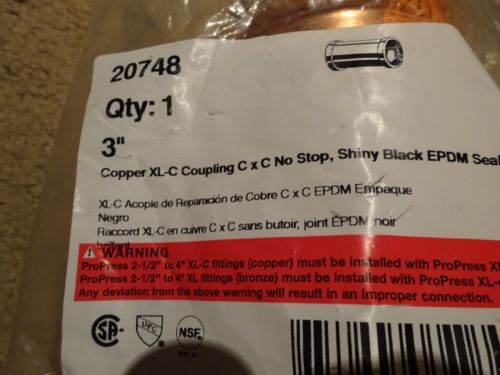 20748
Qty: 1
3"
Copper XL-C Coupling C x C No Stop, Shiny Black EPDM Seal
XL-C Acople de Reparación de Cobre C x C EPDM Empaque
Negro
Raccord XL-C en cuivre C x C sans butoir, joint EPDM noir
brillant
WARNING
ProPress 2-1/2" to 4" XL-C fittings (copper) must be installed with ProPress
ProPress 2-1/2" to 4" XL fittings (bronze) must be installed with ProPress XL-
Any deviation from the above warning will result in an improper connection.
UPC
NSF